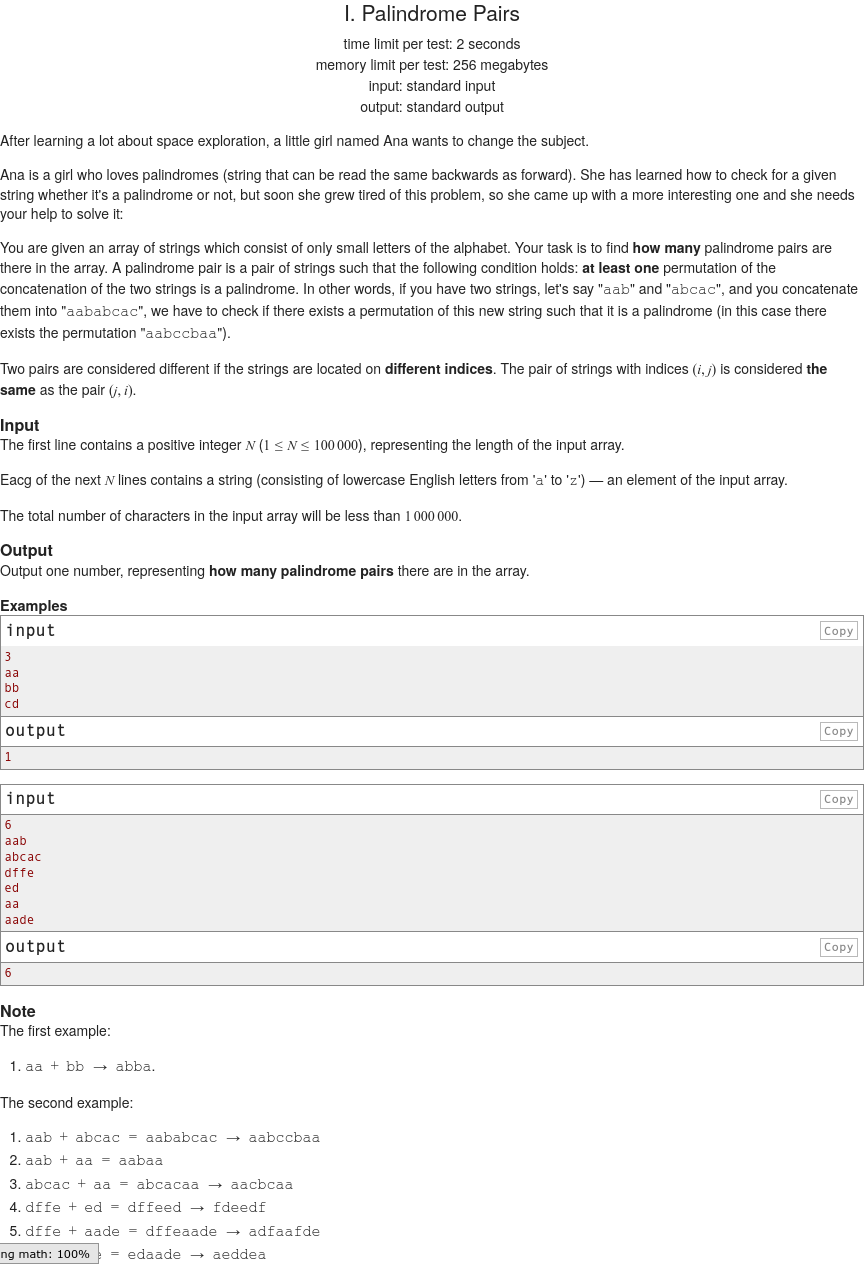 I. Palindrome Pairs
time limit per test: 2 seconds
memory limit per test: 256 megabytes
input: standard input
output: standard output
After learning a lot about space exploration, a little girl named Ana wants to change the subject.
Ana is a girl who loves palindromes (string that can be read the same backwards as forward). She has learned how to check for a given
string whether it's a palindrome or not, but soon she grew tired of this problem, so she came up with a more interesting one and she needs
your help to solve it:
You are given an array of strings which consist of only small letters of the alphabet. Your task is to find how many palindrome pairs are
there in the array. A palindrome pair is a pair of strings such that the following condition holds: at least one permutation of the
concatenation of the two strings is a palindrome. In other words, if you have two strings, let's say "aab" and "abcac", and you concatenate
them into "aababcac", we have to check if there exists a permutation of this new string such that it is a palindrome (in this case there
exists the permutation "aabccbaa").
Two pairs are considered different if the strings are located on different indices. The pair of strings with indices (i, j) is considered the
same as the pair (j, i).
Input
The first line contains a positive integer N (1 ≤ N ≤ 100 000), representing the length of the input array.
Eacg of the next N lines contains a string (consisting of lowercase English letters from 'a' to 'z') — an element of the input array.
The total number of characters in the input array will be less than 1 000 000.
Output
Output one number, representing how many palindrome pairs there are in the array.
Examples
input Copy
3
aa
bb
cd
output Copy
1
input Copy
6
aab
abcac
dffe
ed
aa
aade
output Copy
6
Note
The first example:
1. aa + bb → abba.
The second example:
1. aab + abcac = aababcac → aabccbaa
2. aab + aa = aabaa
3. abcac + aa = abcacaa → aacbcaa
4. dffe + ed = dffeed → fdeedf
5. dffe + aade = dffeaade → adfaafde
ng math: 100% e = edaade → aeddea